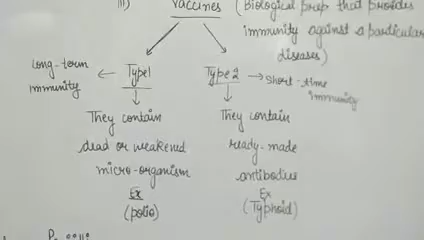 iii) Vaccines (Biological prep that provides
immunity against a particular
diseases)
long-term
immunity
Type 1
Type 2
short-time
immunity
They contain
dead or weakened
micro-organism
Ex
(polio)
They contain
ready-made
antibodies
Ex
(Typhoid)